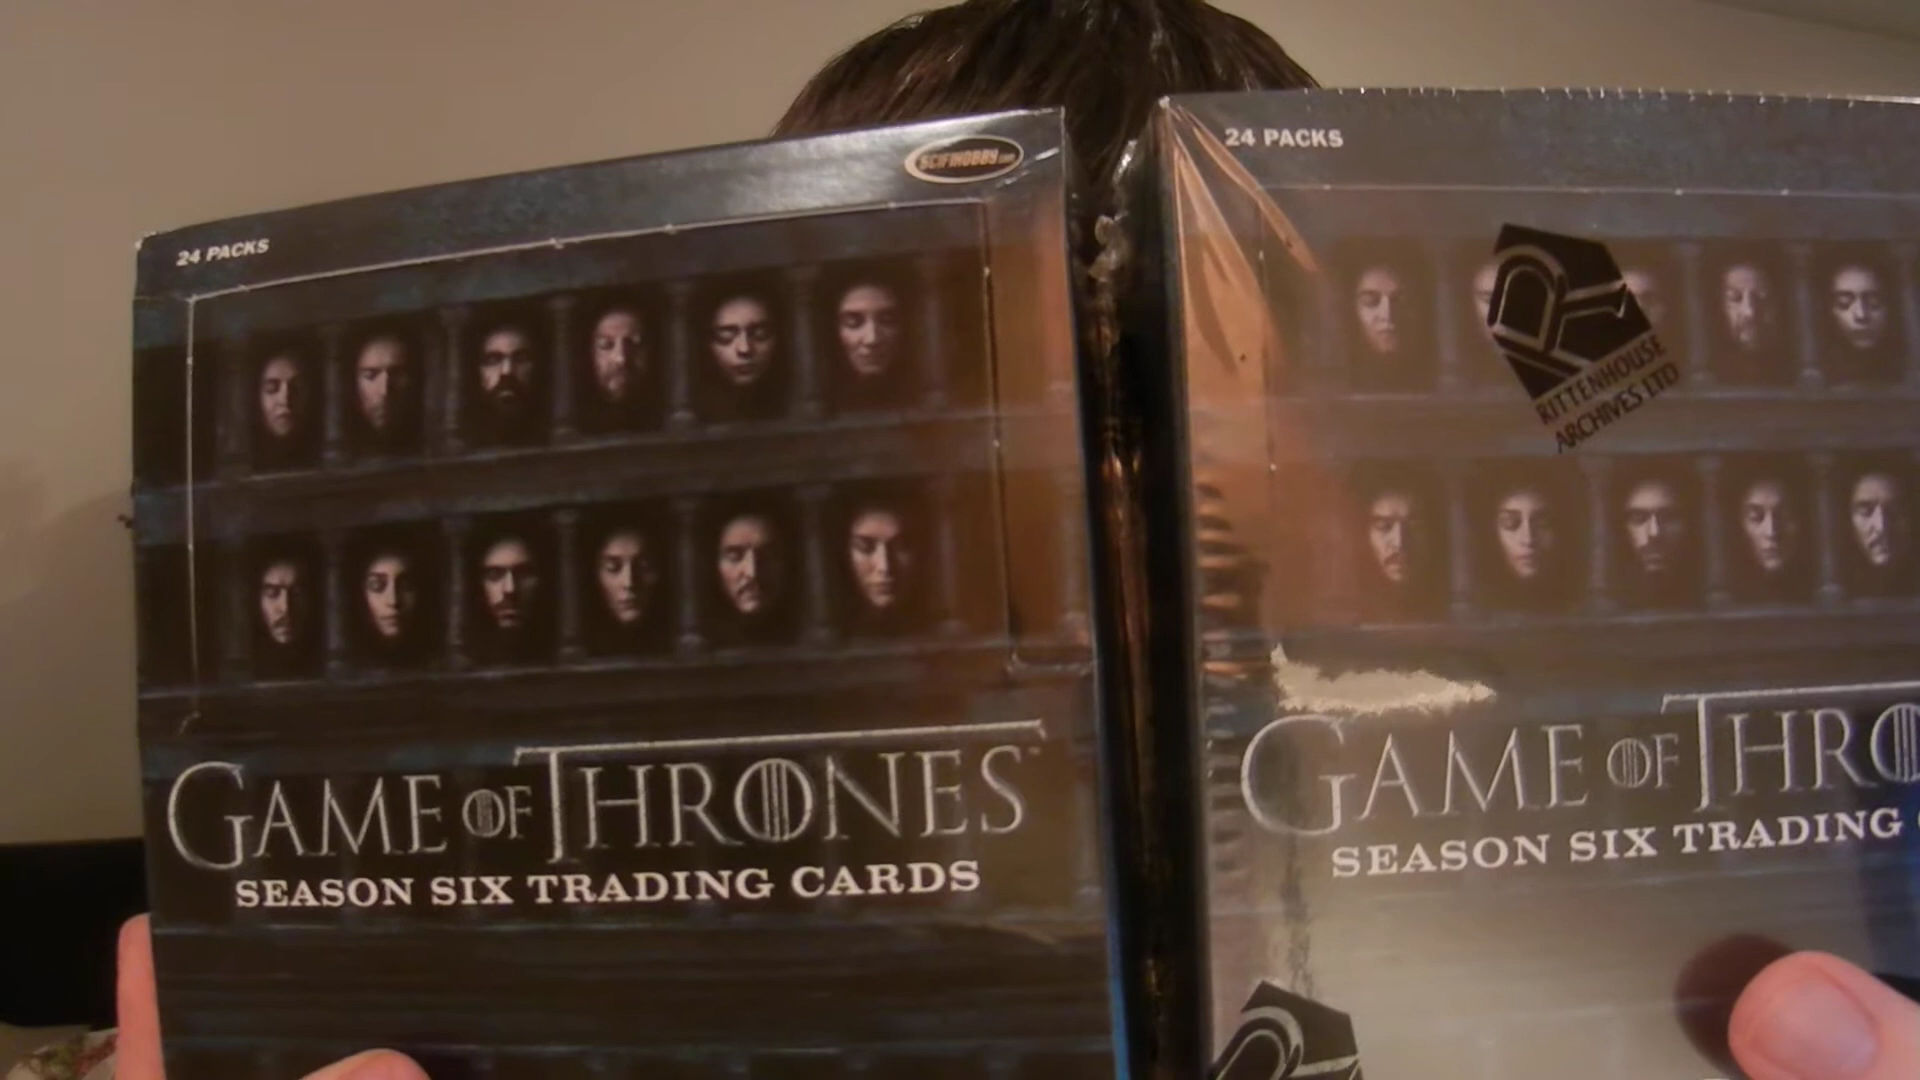 SCIFIHOBBY.com
24 PACKS
GAME OF THRONES™
SEASON SIX TRADING CARDS
24 PACKS
RITTENHOUSE
ARCHIVES LTD
GAME OF THRO
SEASON SIX TRADING